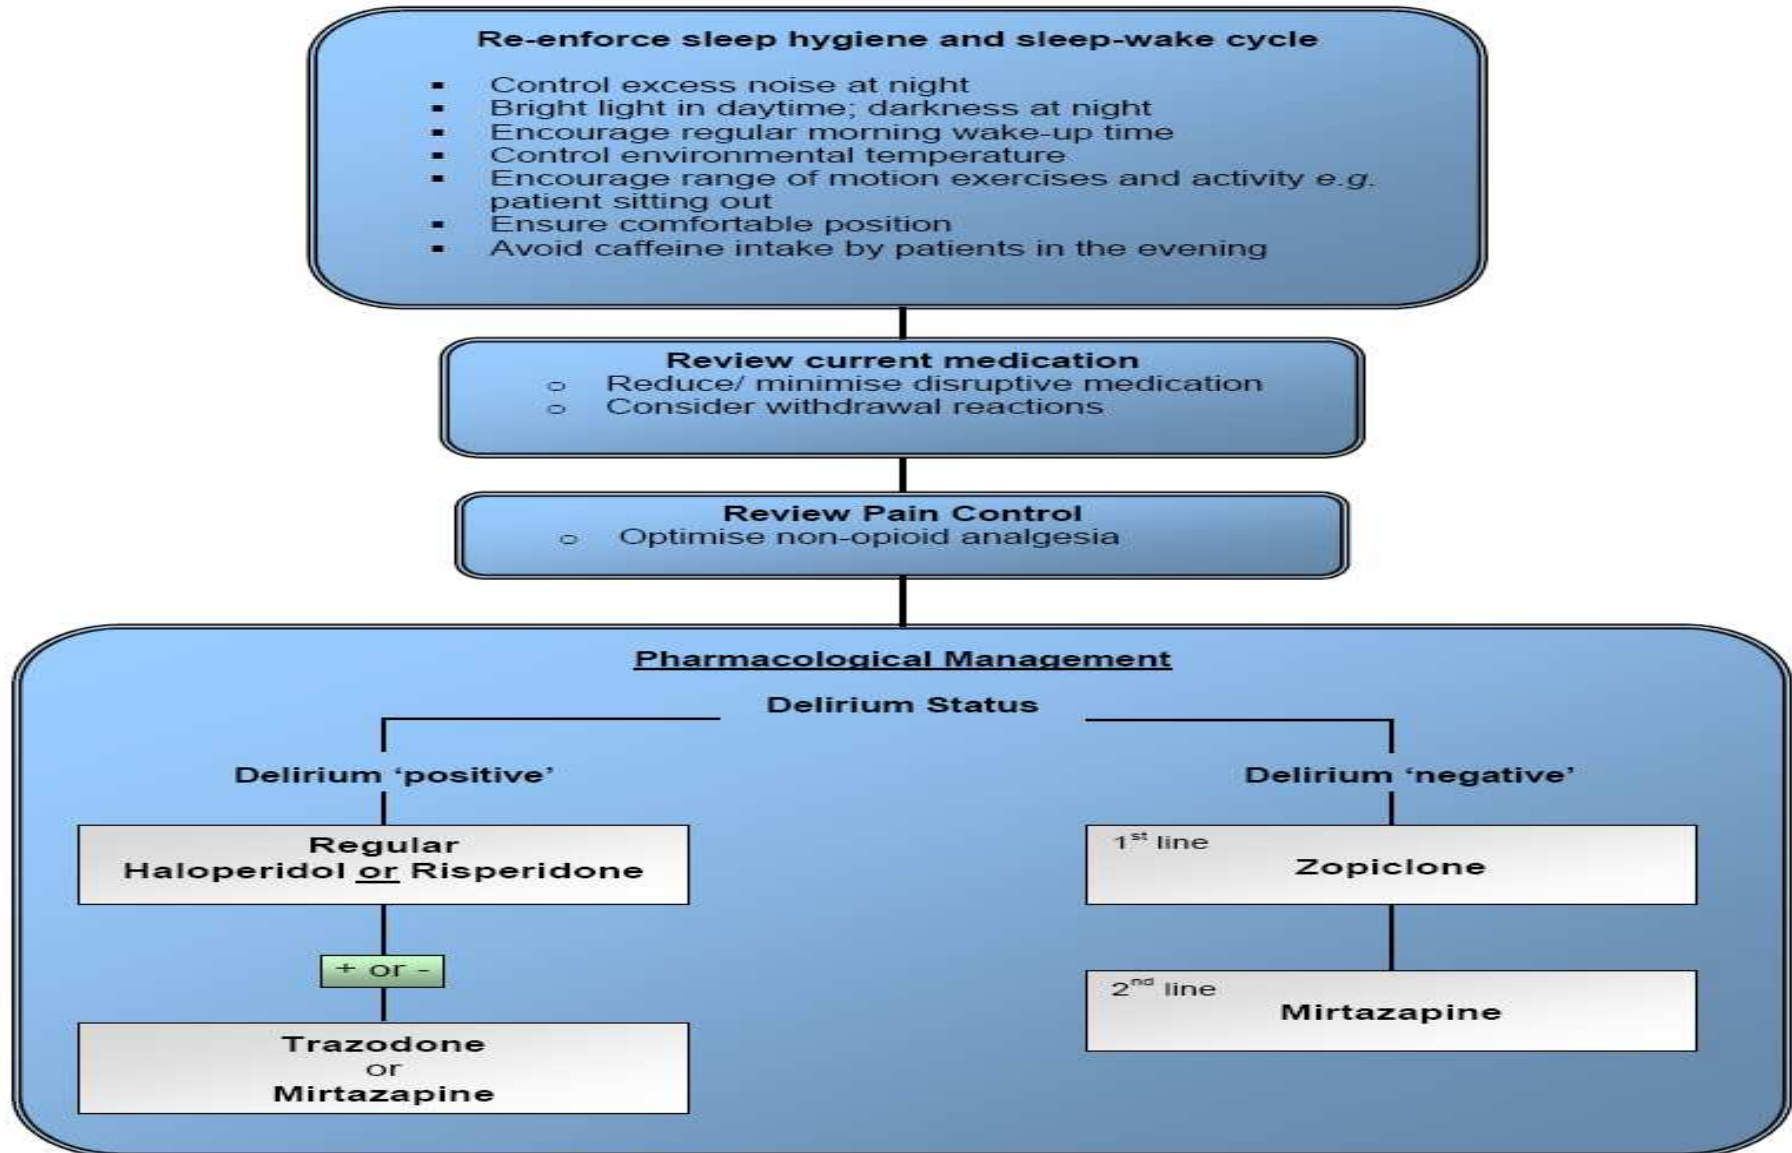 Re-enforce sleep hygiene and sleep-wake cycle
▪ Control excess noise at night
▪ Bright light in daytime; darkness at night
▪ Encourage regular morning wake-up time
▪ Control environmental temperature
▪ Encourage range of motion exercises and activity e.g.
patient sitting out
▪ Ensure comfortable position
▪ Avoid caffeine intake by patients in the evening
Review current medication
○ Reduce/ minimise disruptive medication
○ Consider withdrawal reactions
Review Pain Control
○ Optimise non-opioid analgesia
Pharmacological Management
Delirium Status
Delirium ‘positive’
Regular
Haloperidol or Risperidone
+ or -
Trazodone
or
Mirtazapine
Delirium ‘negative’
1st line
Zopiclone
2nd line
Mirtazapine